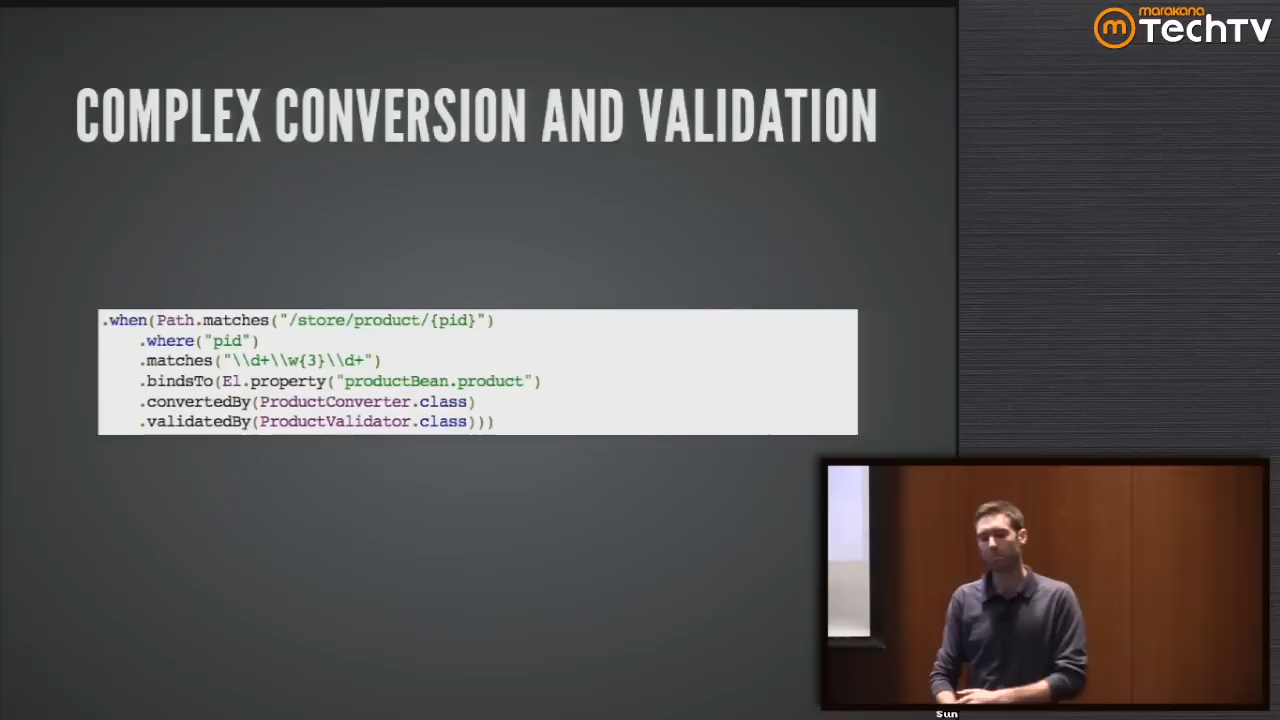 marakana
TechTV
COMPLEX CONVERSION AND VALIDATION
.when(Path.matches("/store/product/{pid}")
.where("pid")
.matches("\\d+\\w{3}\\d+")
.bindsTo(El.property("productBean.product")
.convertedBy(ProductConverter.class)
.validatedBy(ProductValidator.class)))
Sun